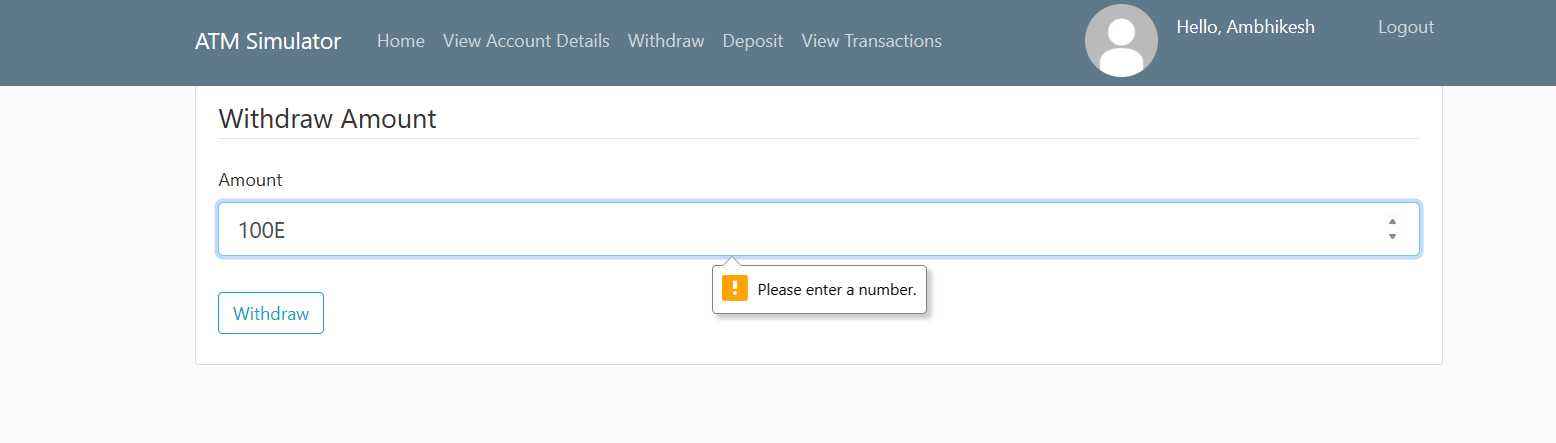 ATM Simulator Home View Account Details Withdraw Deposit View Transactions Hello, Ambhikesh Logout
Withdraw Amount
Amount
100E
Please enter a number.
Withdraw